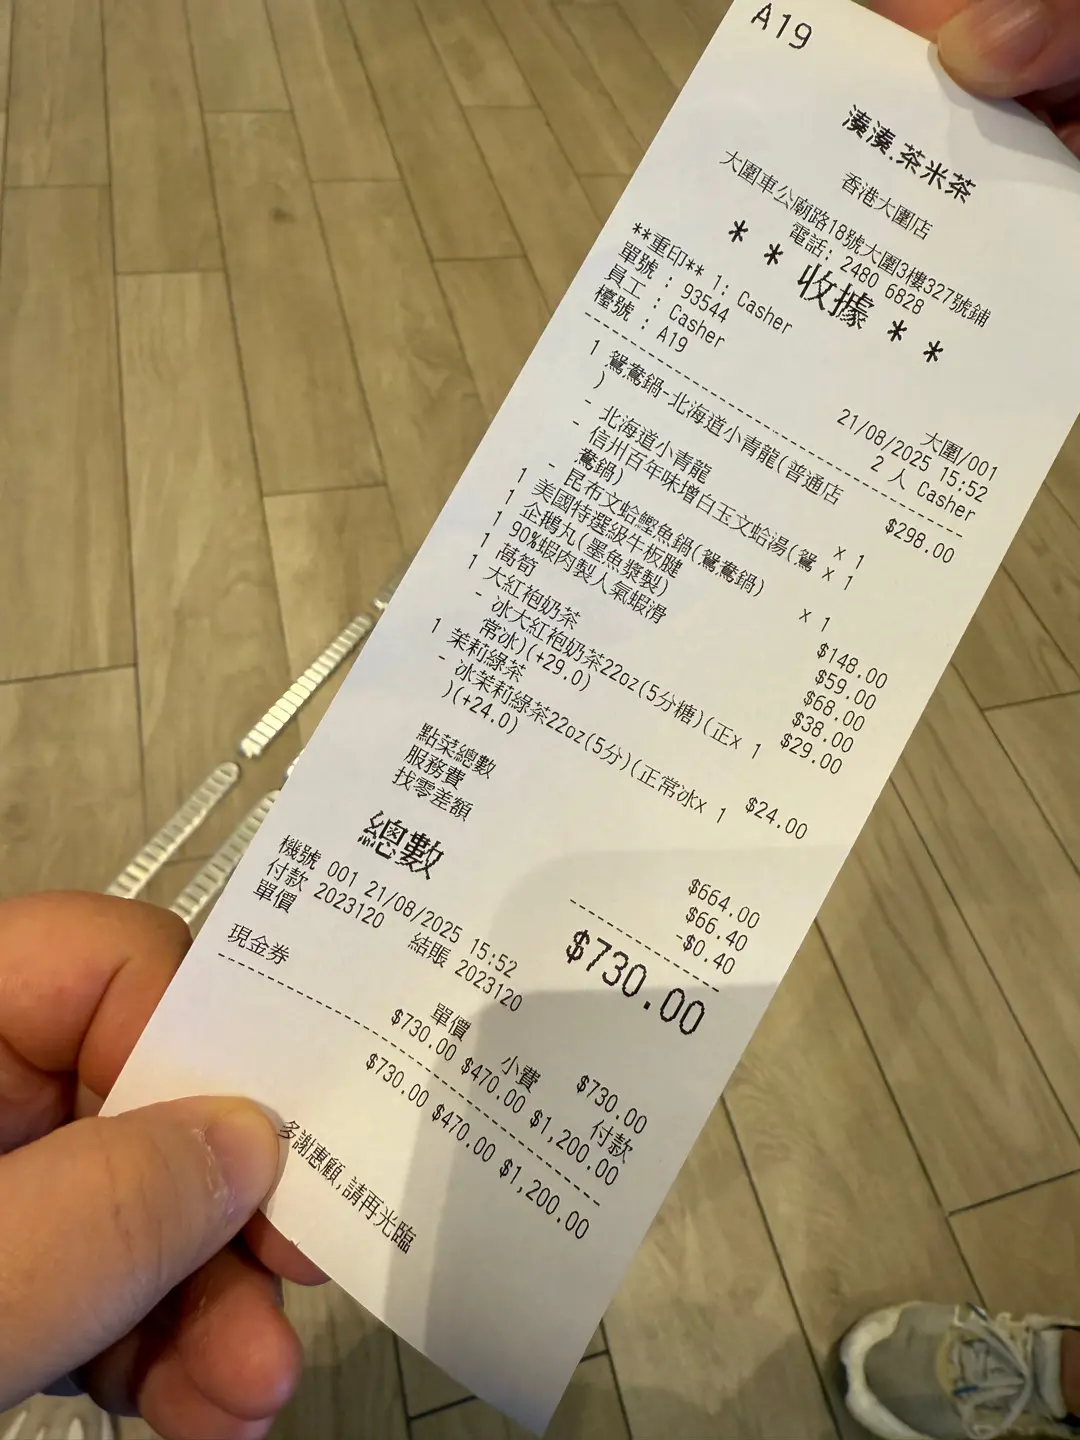 A19
湊湊.茶米茶
香港大圍店
大圍車公廟路18號大圍3樓327號鋪
電話: 2480 6828
* * 收據 * *
**重印** 1; Casher
單號 : 93544
員工 : Casher
檯號 : A19
大圍/001
21/08/2025 15:52
2 人 Casher
1 鴛鴦鍋-北海道小青龍(普通店 $298.00
)
- 北海道小青龍 x 1
- 信州百年味增白玉文蛤湯(鴛 x 1
鴦鍋)
- 昆布文蛤鰹魚鍋(鴛鴦鍋) x 1
1 美國特選級牛板腱 $148.00
1 企鵝丸(墨魚漿製) $59.00
1 90%蝦肉製人氣蝦滑 $68.00
1 萵筍 $38.00
1 大紅袍奶茶 $29.00
- 冰大紅袍奶茶22oz(5分糖)(正x 1
常冰)(+29.0)
1 茉莉綠茶 $24.00
- 冰茉莉綠茶22oz(5分)(正常冰x 1
)(+24.0)
點菜總數 $664.00
服務費 $66.40
找零差額 -$0.40
總數 $730.00
機號 001 21/08/2025 15:52
付款 2023120 結賬 2023120
單價 單價 小費 付款
$730.00
現金券 $730.00 $470.00 $1,200.00
$730.00 $470.00 $1,200.00
多謝惠顧,請再光臨